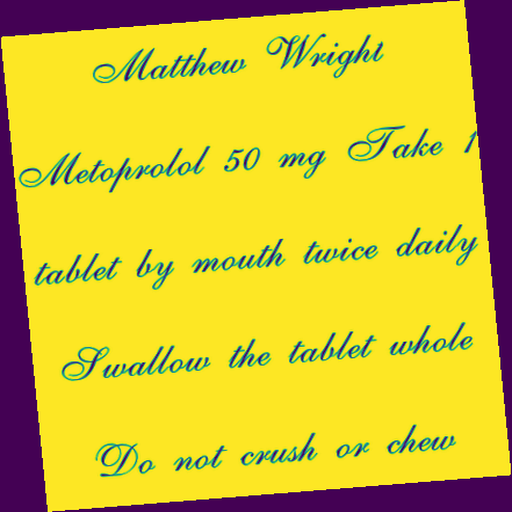 Matthew Wright
Metoprolol 50 mg Take 1
tablet by mouth twice daily
Swallow the tablet whole
Do not crush or chew